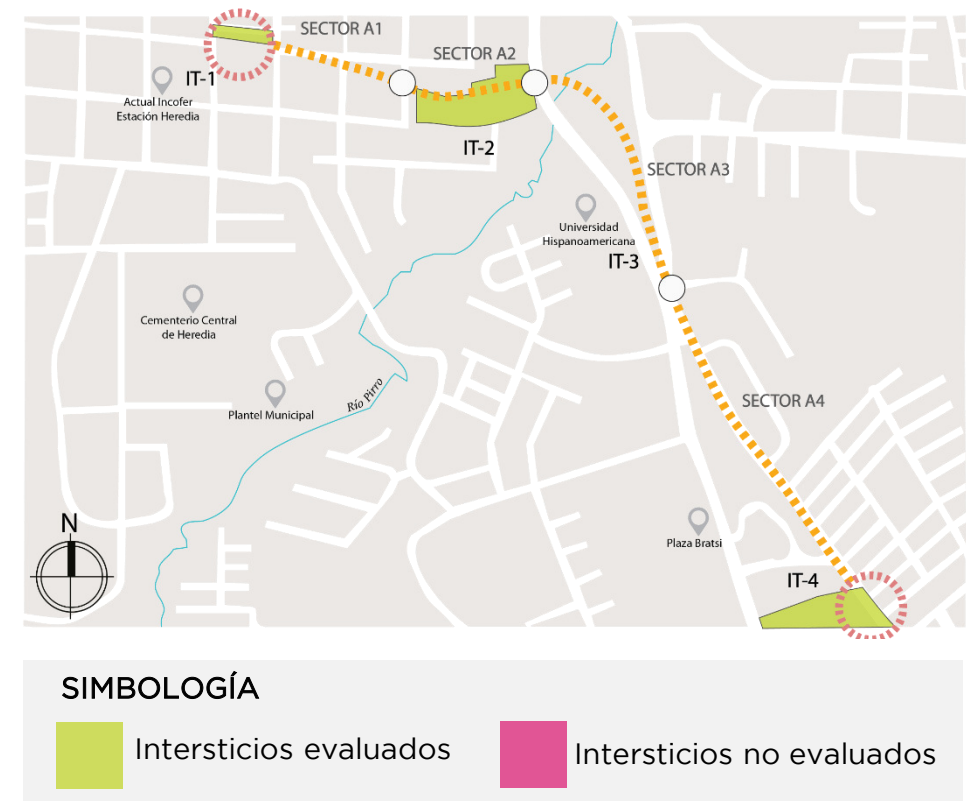 SECTOR A1
SECTOR A2
IT-1
Actual Incofer
Estación Heredia
IT-2
SECTOR A3
Universidad
Hispanoamericana
IT-3
Cementerio Central
de Heredia
Río Pirro
Plantel Municipal
SECTOR A4
N
Plaza Bratsi
IT-4
SIMBOLOGÍA
Intersticios evaluados
Intersticios no evaluados